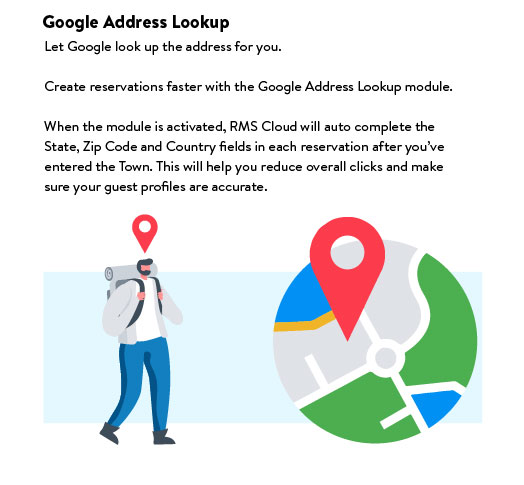 Google Address Lookup
Let Google look up the address for you.
Create reservations faster with the Google Address Lookup module.
When the module is activated, RMS Cloud will auto complete the
State, Zip Code and Country fields in each reservation after you’ve
entered the Town. This will help you reduce overall clicks and make
sure your guest profiles are accurate.